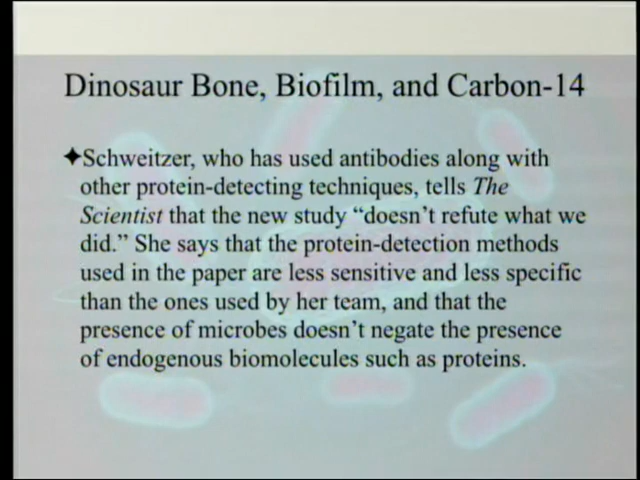 Dinosaur Bone, Biofilm, and Carbon-14
✦Schweitzer, who has used antibodies along with
other protein-detecting techniques, tells The
Scientist that the new study “doesn’t refute what we
did.” She says that the protein-detection methods
used in the paper are less sensitive and less specific
than the ones used by her team, and that the
presence of microbes doesn’t negate the presence
of endogenous biomolecules such as proteins.